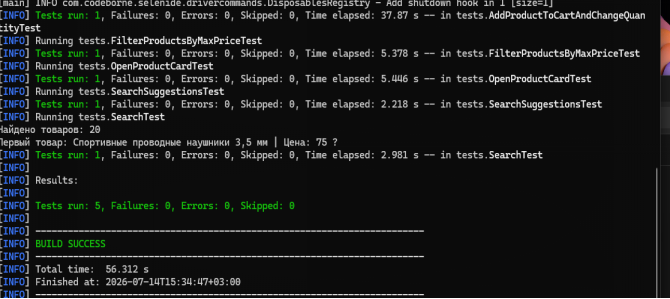 [main] INFO com.codeborne.selenide.drivercommands.DisposablesRegistry - Add shutdown hook in 1 [size=1]
[INFO] Tests run: 1, Failures: 0, Errors: 0, Skipped: 0, Time elapsed: 37.87 s -- in tests.AddProductToCartAndChangeQuan
tityTest
[INFO] Running tests.FilterProductsByMaxPriceTest
[INFO] Tests run: 1, Failures: 0, Errors: 0, Skipped: 0, Time elapsed: 5.378 s -- in tests.FilterProductsByMaxPriceTest
[INFO] Running tests.OpenProductCardTest
[INFO] Tests run: 1, Failures: 0, Errors: 0, Skipped: 0, Time elapsed: 5.446 s -- in tests.OpenProductCardTest
[INFO] Running tests.SearchSuggestionsTest
[INFO] Tests run: 1, Failures: 0, Errors: 0, Skipped: 0, Time elapsed: 2.218 s -- in tests.SearchSuggestionsTest
[INFO] Running tests.SearchTest
Найдено товаров: 20
Первый товар: Спортивные проводные наушники 3,5 мм | Цена: 75 ?
[INFO] Tests run: 1, Failures: 0, Errors: 0, Skipped: 0, Time elapsed: 2.981 s -- in tests.SearchTest
[INFO]
[INFO] Results:
[INFO]
[INFO] Tests run: 5, Failures: 0, Errors: 0, Skipped: 0
[INFO]
[INFO] ------------------------------------------------------------------------
[INFO] BUILD SUCCESS
[INFO] ------------------------------------------------------------------------
[INFO] Total time:  56.312 s
[INFO] Finished at: 2026-07-14T15:34:47+03:00
[INFO] ------------------------------------------------------------------------